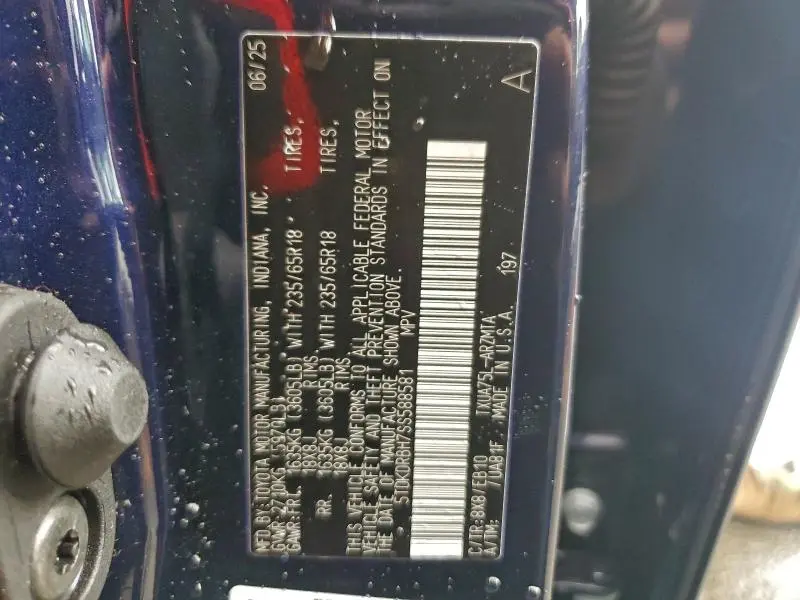 MFD.BY: TOYOTA MOTOR MANUFACTURING, INDIANA, INC. 06/25
GVWR:2710KG (5970LB)
GAWR:FRT. 1635KG (3605LB) WITH 235/65R18 TIRES,
18X8J RIMS,
RR. 1635KG (3605LB) WITH 235/65R18 TIRES,
18X8J RIMS
THIS VEHICLE CONFORMS TO ALL APPLICABLE FEDERAL MOTOR
VEHICLE SAFETY AND THEFT PREVENTION STANDARDS IN EFFECT ON
THE DATE OF MANUFACTURE SHOWN ABOVE.
5TDKDRBH7SS588581 MPV
C/TR:8X8/EB10 TXUA75L-ARZMTA 197
A/TM: /UA81F MADE IN U.S.A. A